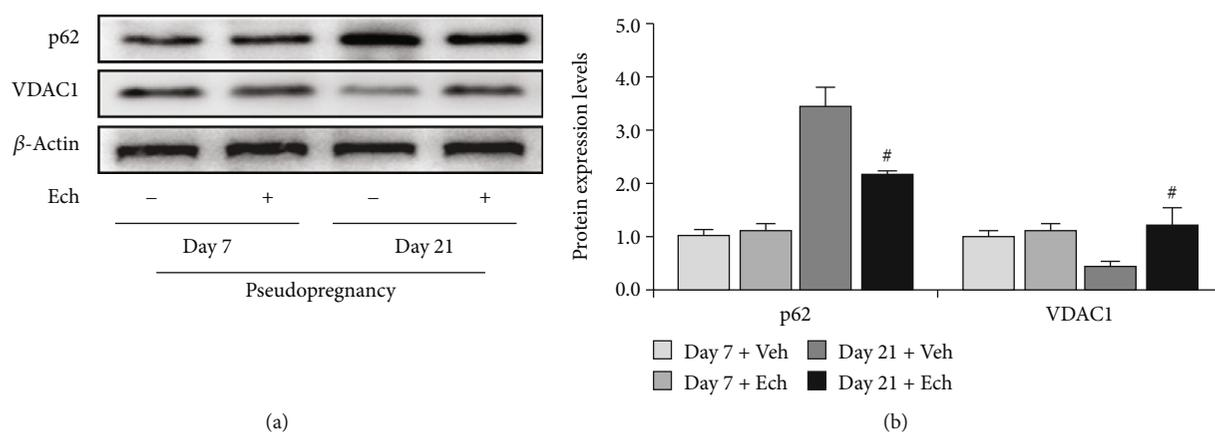 p62
VDAC1
β-Actin
Ech
− + − +
Day 7 Day 21
Pseudopregnancy
(a)
Protein expression levels
5.0
4.0
3.0
2.0
1.0
0.0
#
#
p62 VDAC1
Day 7 + Veh Day 21 + Veh
Day 7 + Ech Day 21 + Ech
(b)